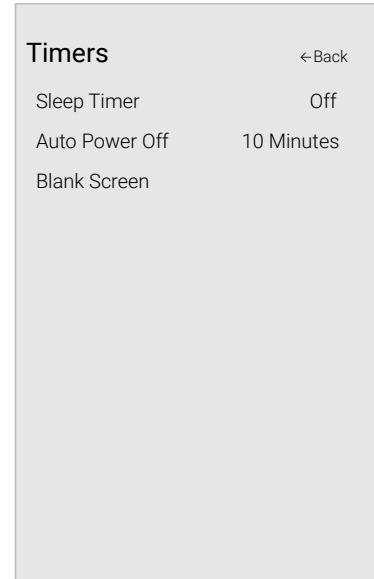 Timers ←Back
Sleep Timer Off
Auto Power Off 10 Minutes
Blank Screen